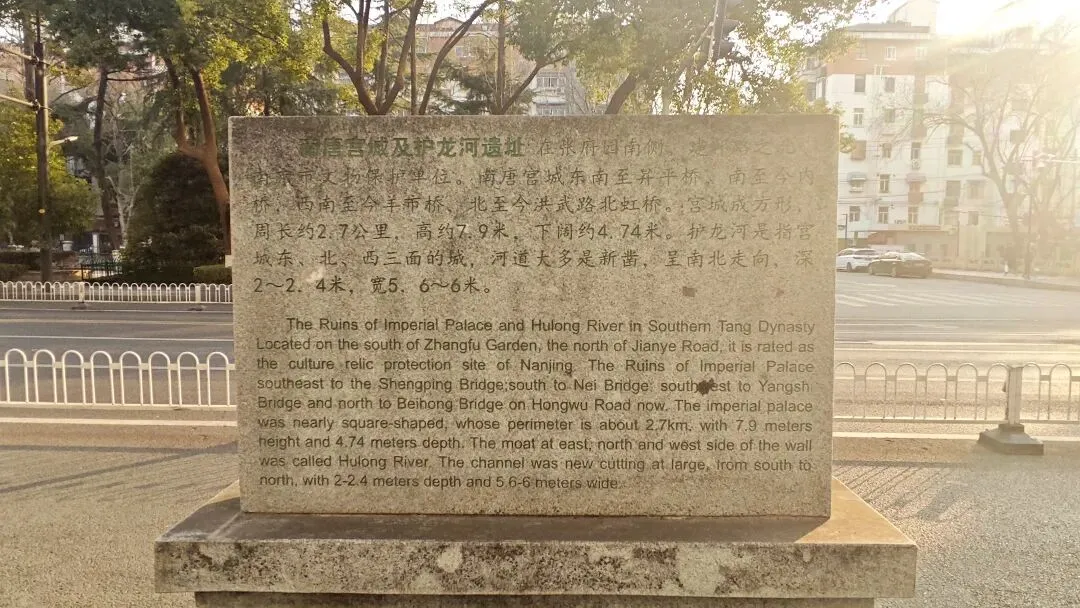 唐宫城及护龙河遗址 在张府园南侧，建 之
市文物保护单位。南唐宫城东南至昇平桥，南至今内
桥，西南至今羊市桥、北至今洪武路北虹桥。宫城成方形，
周长约2.7公里，高约7.9米，下阔约4.74米。护龙河是指宫
城东、北、西三面的城，河道大多是新凿，呈南北走向，深
2～2．4米，宽5．6～6米。
The Ruins of Imperial Palace and Hulong River in Southern Tang Dynasty
Located on the south of Zhangfu Garden, the north of Jianye Road, it is rated as
the culture relic protection site of Nanjing. The Ruins of Imperial Palace
southeast to the Shengping Bridge;south to Nei Bridge; southwest to Yangshi
Bridge and north to Beihong Bridge on Hongwu Road now. The imperial palace
was nearly square-shaped, whose perimeter is about 2.7km, with 7.9 meters
height and 4.74 meters depth. The moat at east, north and west side of the wall
was called Hulong River. The channel was new cutting at large, from south to
north, with 2-2.4 meters depth and 5.6-6 meters wide.